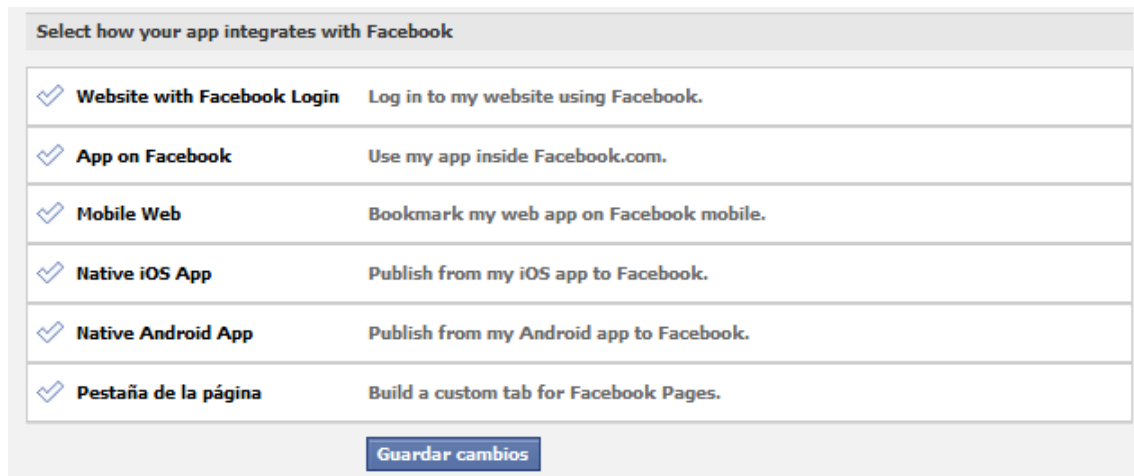 Select how your app integrates with Facebook
Website with Facebook Login Log in to my website using Facebook.
App on Facebook Use my app inside Facebook.com.
Mobile Web Bookmark my web app on Facebook mobile.
Native iOS App Publish from my iOS app to Facebook.
Native Android App Publish from my Android app to Facebook.
Pestaña de la página Build a custom tab for Facebook Pages.
Guardar cambios